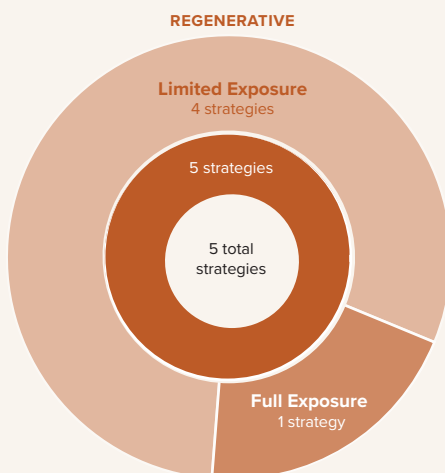 REGENERATIVE
Limited Exposure
4 strategies
5 strategies
5 total
strategies
Full Exposure
1 strategy